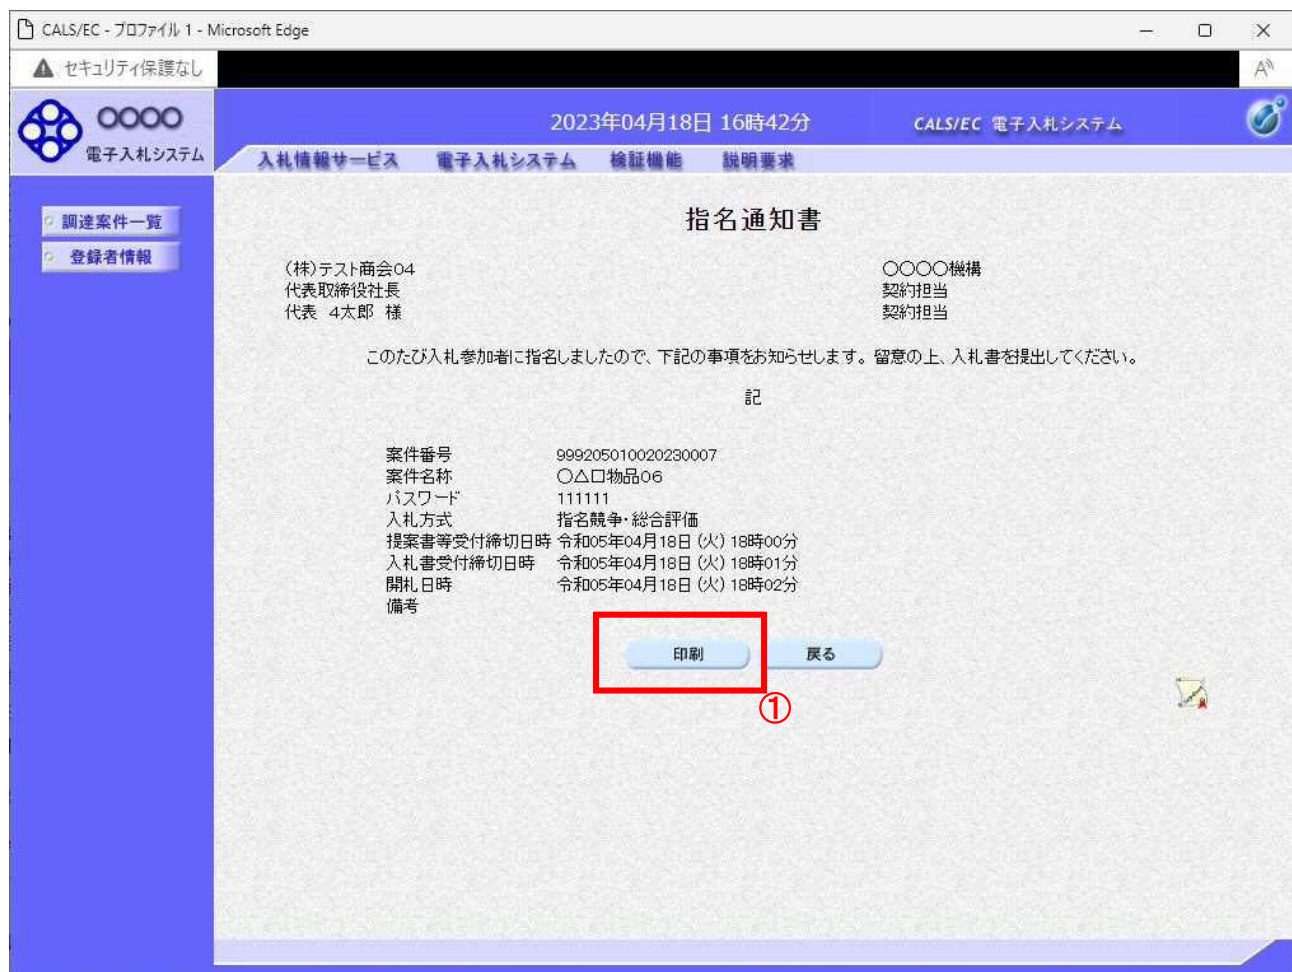 CALS/EC - プロファイル 1 - Microsoft Edge
セキュリティ保護なし
A
〇〇〇〇
電子入札システム
2023年04月18日 16時42分
CALS/EC 電子入札システム
入札情報サービス 電子入札システム 検証機能 説明要求
調達案件一覧
登録者情報
指名通知書
(株)テスト商会04
代表取締役社長
代表 4太郎 様
〇〇〇〇機構
契約担当
契約担当
このたび入札参加者に指名しましたので、下記の事項をお知らせします。留意の上、入札書を提出してください。
記
案件番号 999205010020230007
案件名称 〇△口物品06
パスワード 111111
入札方式 指名競争・総合評価
提案書等受付締切日時 令和05年04月18日(火)18時00分
入札書受付締切日時 令和05年04月18日(火)18時01分
開札日時 令和05年04月18日(火)18時02分
備考
印刷 戻る
①